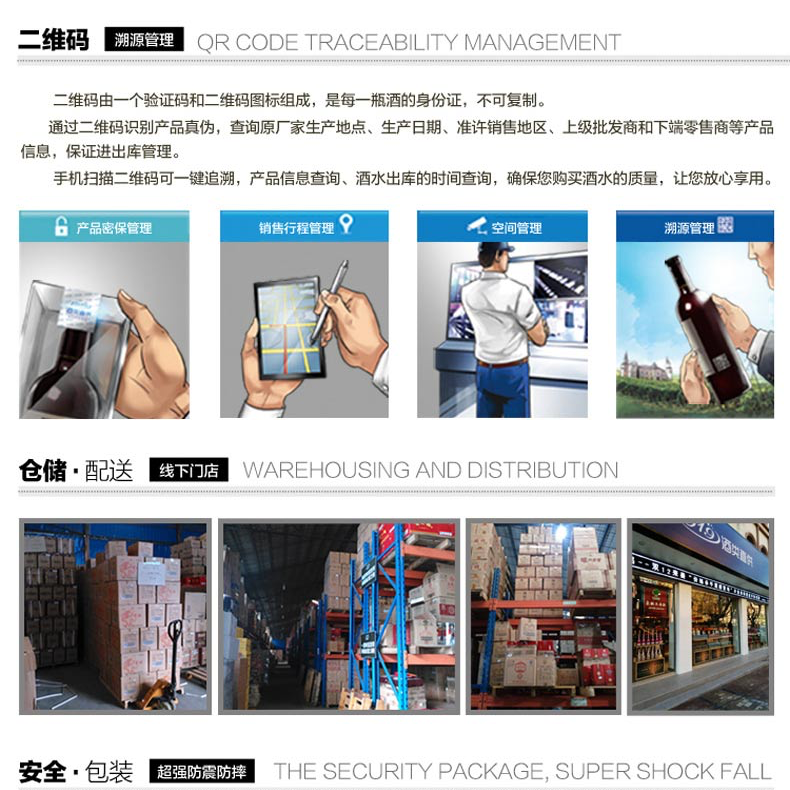 二维码 溯源管理 QR CODE TRACEABILITY MANAGEMENT
二维码由一个验证码和二维码图标组成，是每一瓶酒的身份证，不可复制。
通过二维码识别产品真伪，查询原厂家生产地点、生产日期、准许销售地区、上级批发商和下端零售商等产品
信息，保证进出库管理。
手机扫描二维码可一键追溯，产品信息查询、酒水出库的时间查询，确保您购买酒水的质量，让您放心享用。
产品密保管理 销售行程管理 空间管理 溯源管理
仓储·配送 线下门店 WAREHOUSING AND DISTRIBUTION
酒类直供
安全·包装 超强防震防摔 THE SECURITY PACKAGE, SUPER SHOCK FALL